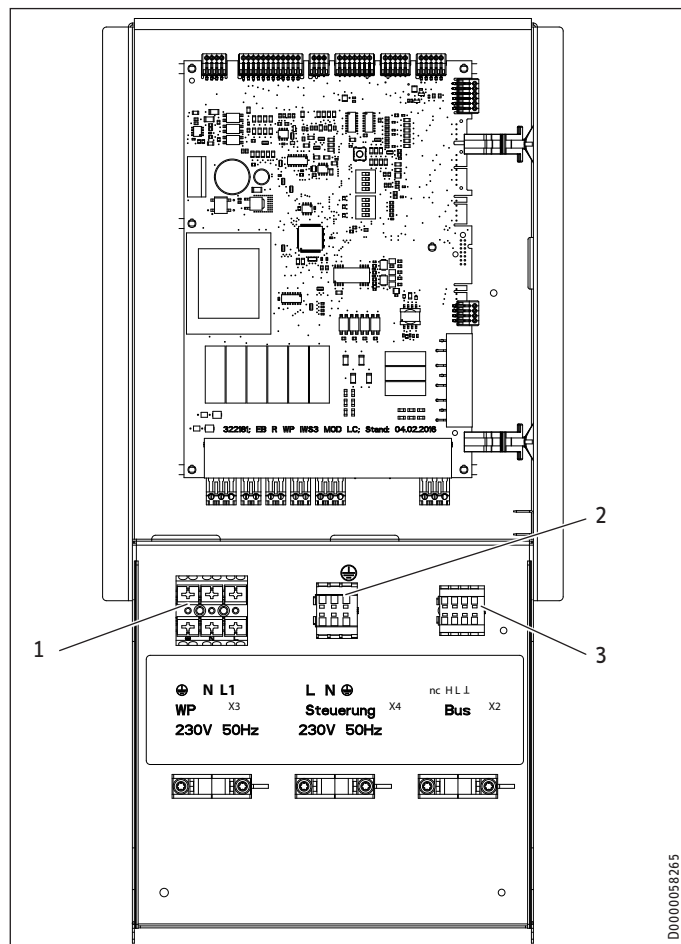 322161; EB R WP IWS3 MOD LC; Stand: 04.02.2016
2
1
3
⏚ N L1
WP X3
230V 50Hz
L N ⏚
Steuerung X4
230V 50Hz
nc H L ⊥
Bus X2
D0000058265